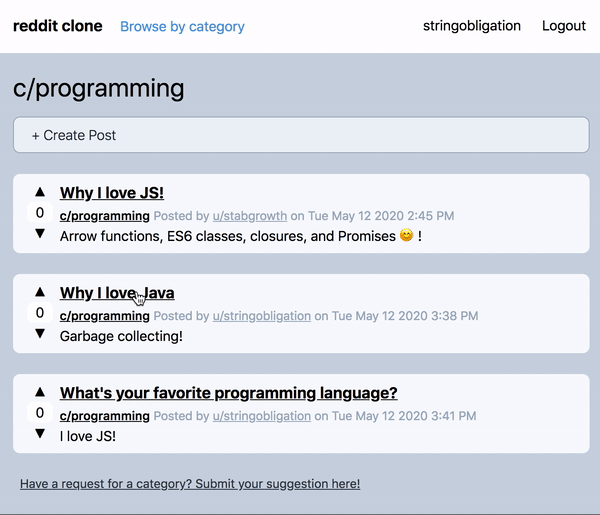 reddit clone Browse by category stringobligation Logout
c/programming
+ Create Post
▲ Why I love JS!
0 c/programming Posted by u/stabgrowth on Tue May 12 2020 2:45 PM
▼ Arrow functions, ES6 classes, closures, and Promises 😄 !
▲ Why I love Java
0 c/programming Posted by u/stringobligation on Tue May 12 2020 3:38 PM
▼ Garbage collecting!
▲ What's your favorite programming language?
0 c/programming Posted by u/stringobligation on Tue May 12 2020 3:41 PM
▼ I love JS!
Have a request for a category? Submit your suggestion here!